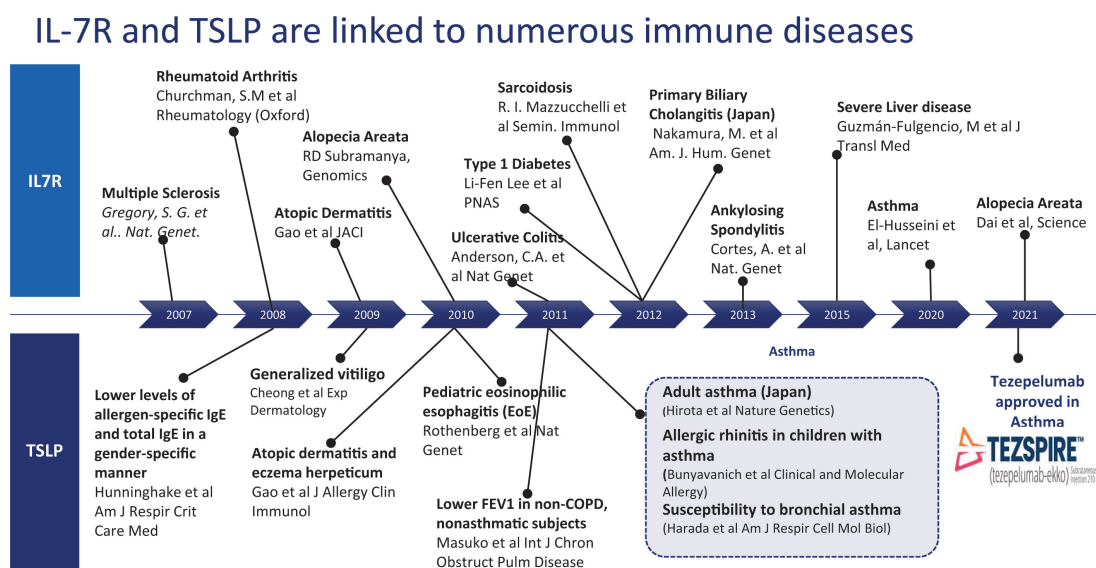 IL-7R and TSLP are linked to numerous immune diseases
IL7R
Multiple Sclerosis
Gregory, S. G. et
al.. Nat. Genet.
Rheumatoid Arthritis
Churchman, S.M et al
Rheumatology (Oxford)
Atopic Dermatitis
Gao et al JACI
Alopecia Areata
RD Subramanya,
Genomics
Ulcerative Colitis
Anderson, C.A. et
al Nat Genet
Type 1 Diabetes
Li-Fen Lee et al
PNAS
Sarcoidosis
R. I. Mazzucchelli et
al Semin. Immunol
Primary Biliary
Cholangitis (Japan)
Nakamura, M. et al
Am. J. Hum. Genet
Ankylosing
Spondylitis
Cortes, A. et al
Nat. Genet
Severe Liver disease
Guzmán-Fulgencio, M et al J
Transl Med
Asthma
El-Husseini et
al, Lancet
Alopecia Areata
Dai et al, Science
2007
2008
2009
2010
2011
2012
2013
2015
2020
2021
TSLP
Lower levels of
allergen-specific IgE
and total IgE in a
gender-specific
manner
Hunninghake et al
Am J Respir Crit
Care Med
Generalized vitiligo
Cheong et al Exp
Dermatology
Atopic dermatitis and
eczema herpeticum
Gao et al J Allergy Clin
Immunol
Pediatric eosinophilic
esophagitis (EoE)
Rothenberg et al Nat
Genet
Lower FEV1 in non-COPD,
nonasthmatic subjects
Masuko et al Int J Chron
Obstruct Pulm Disease
Asthma
Adult asthma (Japan)
(Hirota et al Nature Genetics)
Allergic rhinitis in children with
asthma
(Bunyavanich et al Clinical and Molecular
Allergy)
Susceptibility to bronchial asthma
(Harada et al Am J Respir Cell Mol Biol)
Tezepelumab
approved in
Asthma
TEZSPIRE™
(tezepelumab-ekko)
Subcutaneous
Injection 210